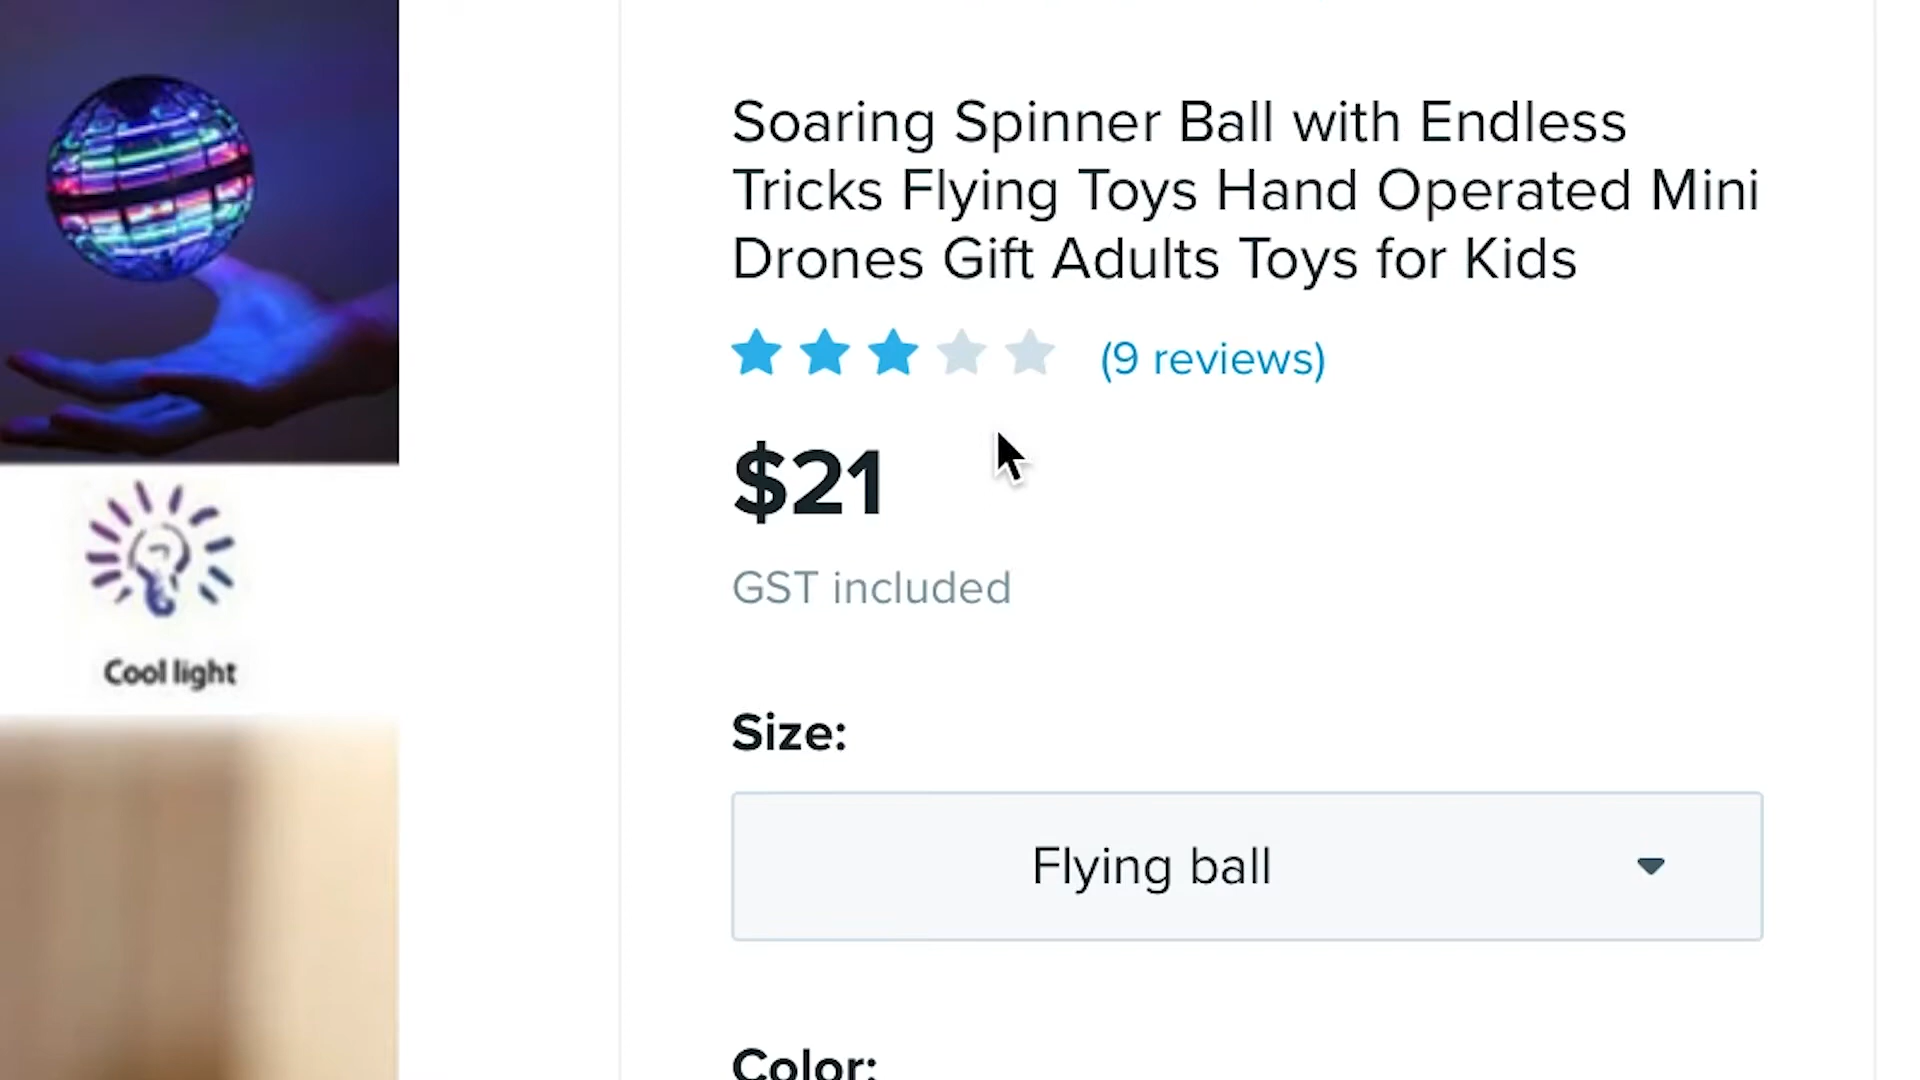 Soaring Spinner Ball with Endless
Tricks Flying Toys Hand Operated Mini
Drones Gift Adults Toys for Kids
(9 reviews)
$21
GST included
Cool light
Size:
Flying ball
Color: